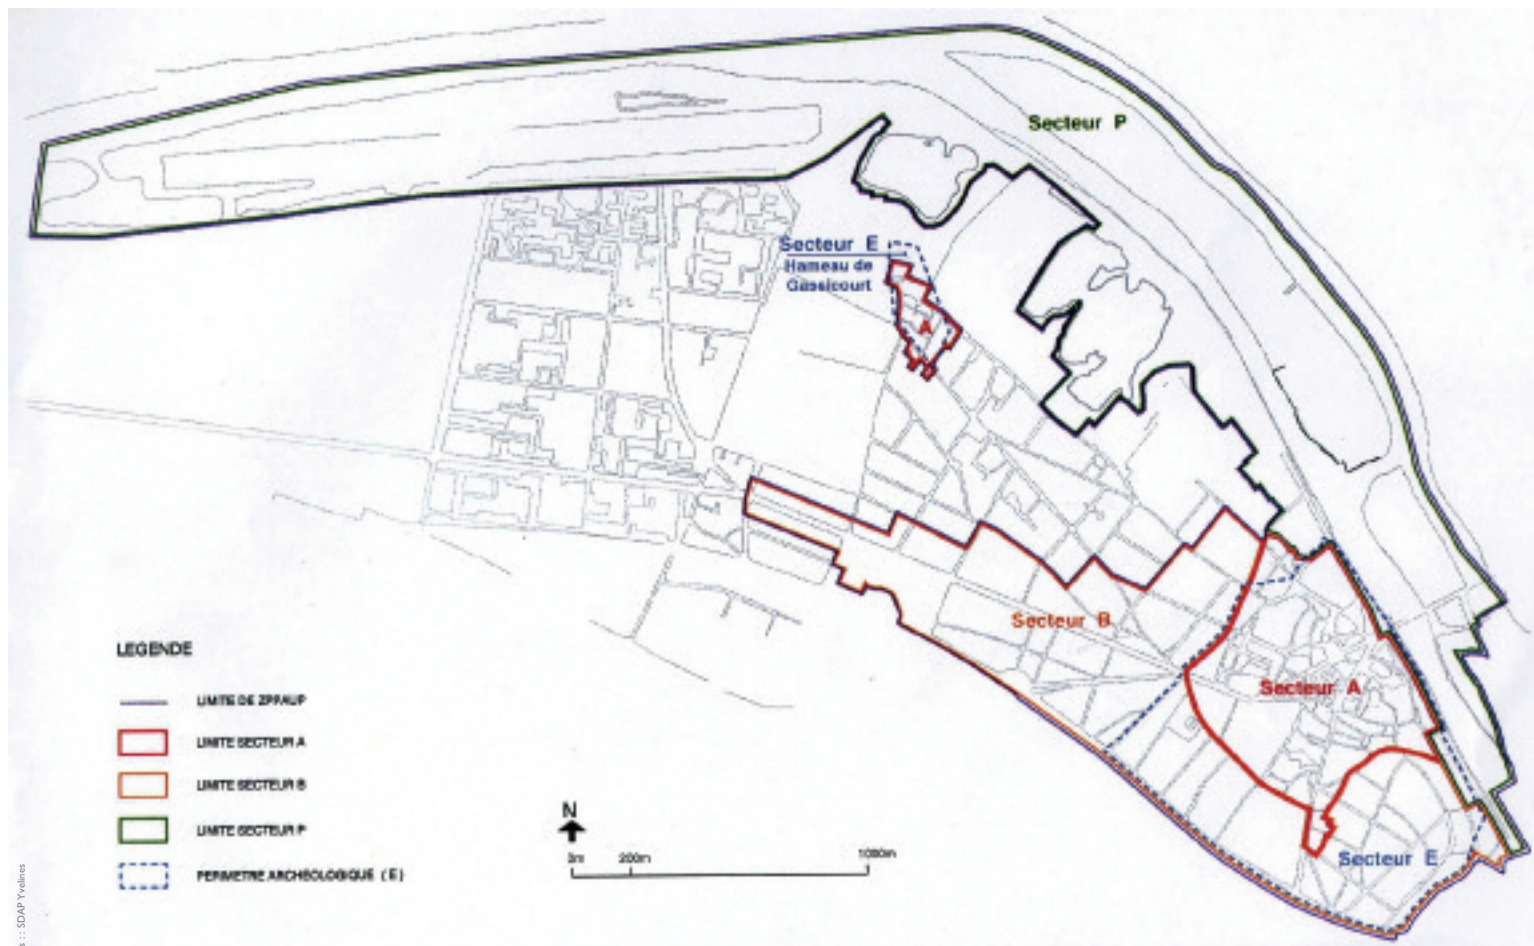 Secteur P
Secteur E
Hameau de
Gassicourt
A
Secteur B
Secteur A
Secteur E
LEGENDE
LIMITE DE ZPPAUP
LIMITE SECTEUR A
LIMITE SECTEUR B
LIMITE SECTEUR P
PERIMETRE ARCHEOLOGIQUE ( E )
N
0m 200m 1000m
s :: SDAP Yvelines